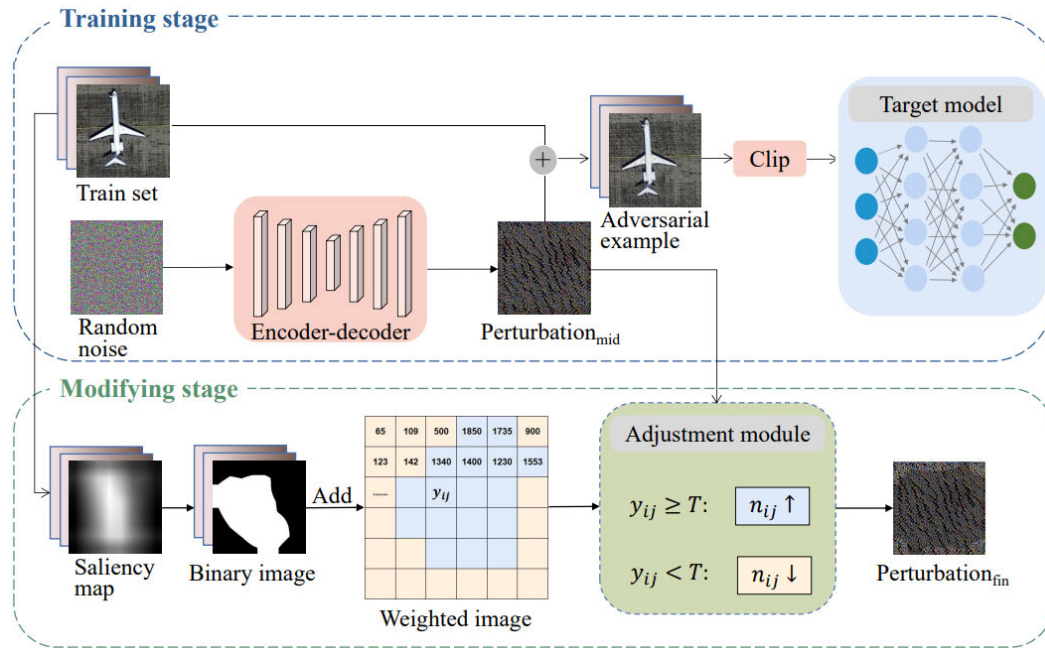 Training stage
Train set
Random
noise
Encoder-decoder
Perturbation_mid
+
Adversarial
example
Clip
Target model
Modifying stage
Saliency
map
Binary image
Add
65 109 500 1850 1735 900
123 142 1340 1400 1230 1553
...... y_ij
Weighted image
Adjustment module
y_ij ≥ T: n_ij ↑
y_ij < T: n_ij ↓
Perturbation_fin